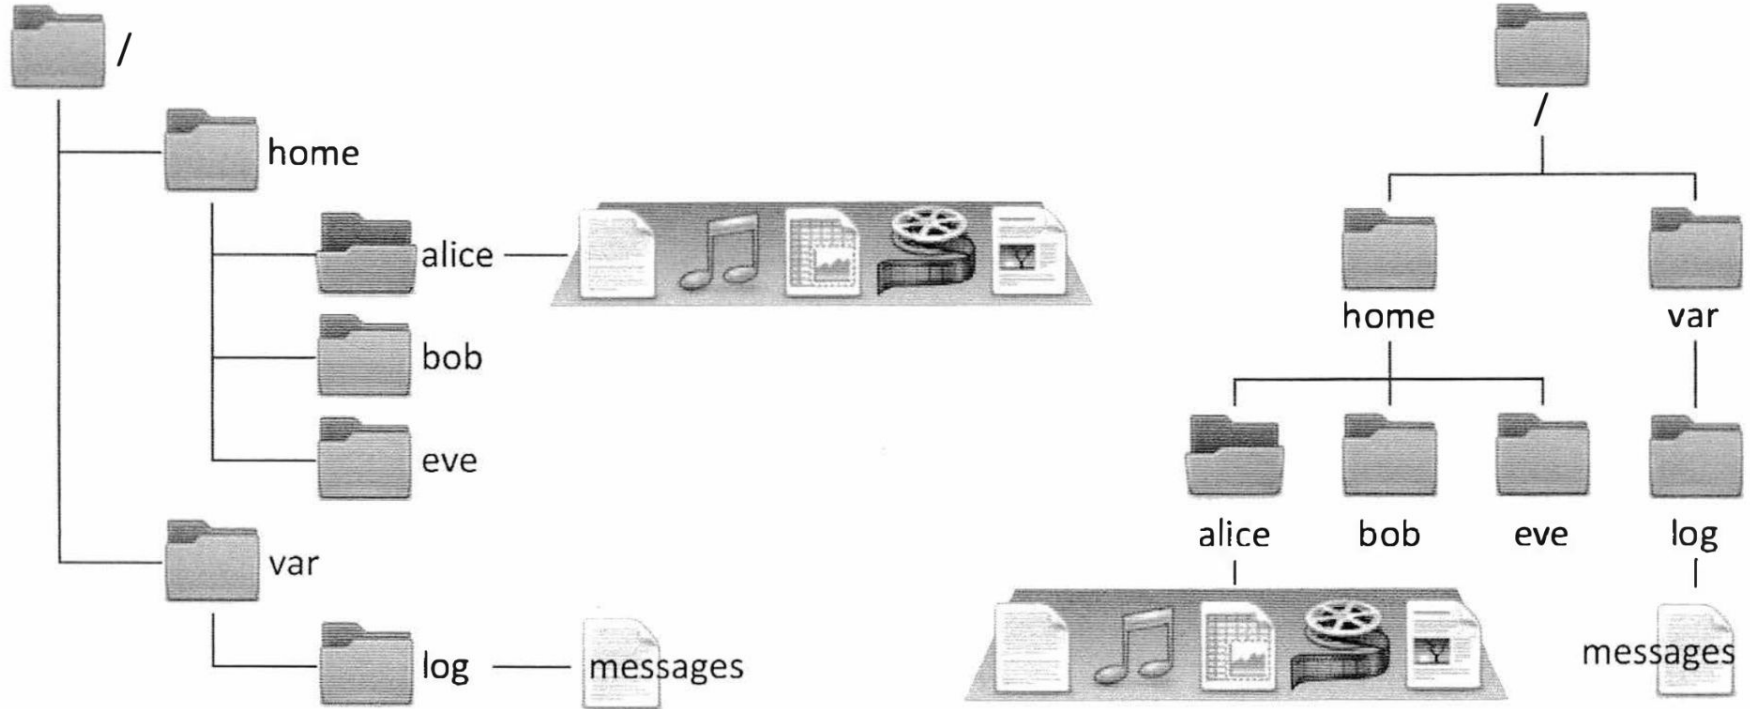 /
home
alice
bob
eve
var
log messages
/
home var
alice bob eve log
messages